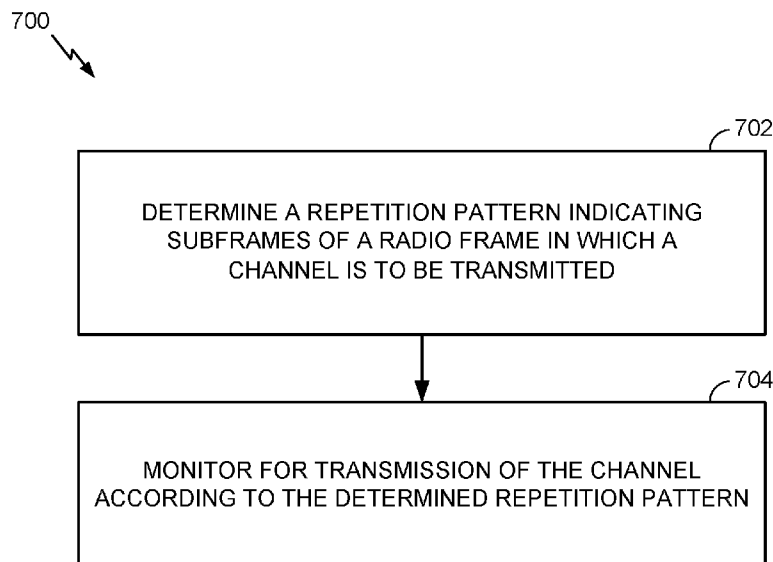 700
702
DETERMINE A REPETITION PATTERN INDICATING
SUBFRAMES OF A RADIO FRAME IN WHICH A
CHANNEL IS TO BE TRANSMITTED
704
MONITOR FOR TRANSMISSION OF THE CHANNEL
ACCORDING TO THE DETERMINED REPETITION PATTERN